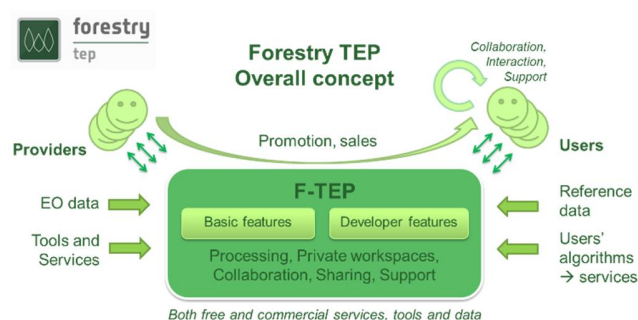 forestry
tep
Forestry TEP
Overall concept
Collaboration,
Interaction,
Support
Providers
Promotion, sales
Users
F-TEP
EO data
Basic features
Developer features
Reference
data
Tools and
Services
Processing, Private workspaces,
Collaboration, Sharing, Support
Users'
algorithms
→ services
Both free and commercial services, tools and data